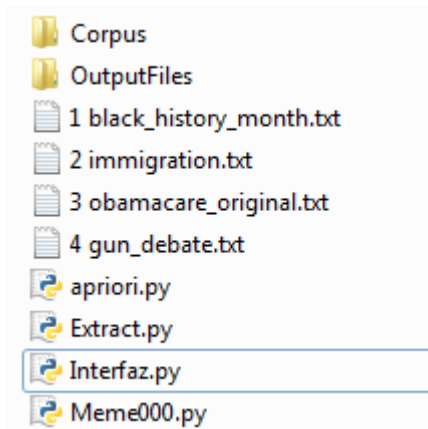 Corpus
OutputFiles
1 black_history_month.txt
2 immigration.txt
3 obamacare_original.txt
4 gun_debate.txt
apriori.py
Extract.py
Interfaz.py
Meme000.py